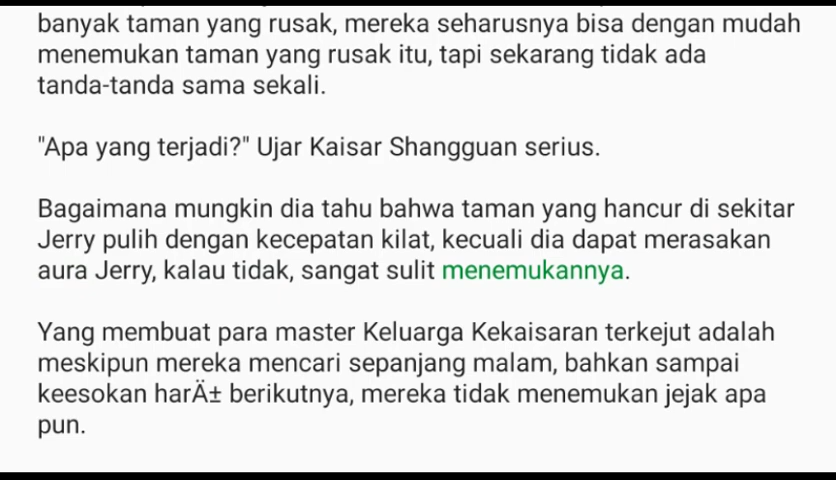 banyak taman yang rusak, mereka seharusnya bisa dengan mudah
menemukan taman yang rusak itu, tapi sekarang tidak ada
tanda-tanda sama sekali.
"Apa yang terjadi?" Ujar Kaisar Shangguan serius.
Bagaimana mungkin dia tahu bahwa taman yang hancur di sekitar
Jerry pulih dengan kecepatan kilat, kecuali dia dapat merasakan
aura Jerry, kalau tidak, sangat sulit menemukannya.
Yang membuat para master Keluarga Kekaisaran terkejut adalah
meskipun mereka mencari sepanjang malam, bahkan sampai
keesokan harÄ± berikutnya, mereka tidak menemukan jejak apa
pun.